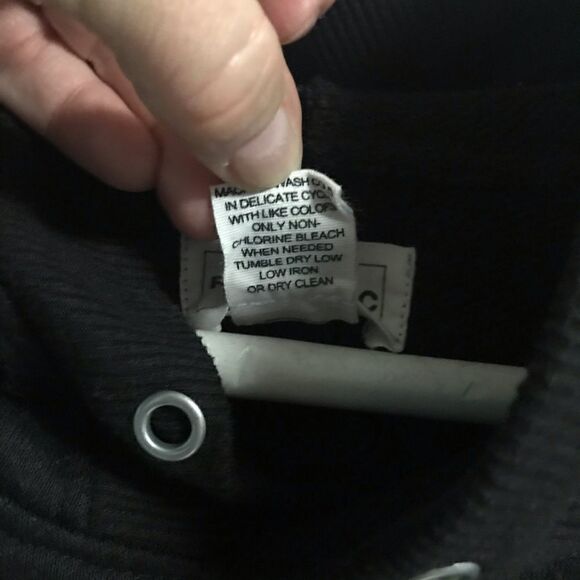 WASH
IN DELICATE
WITH LIKE COLORS
ONLY NON-
CHLORINE BLEACH
WHEN NEEDED
TUMBLE DRY LOW
LOW IRON
OR DRY CLEAN
C